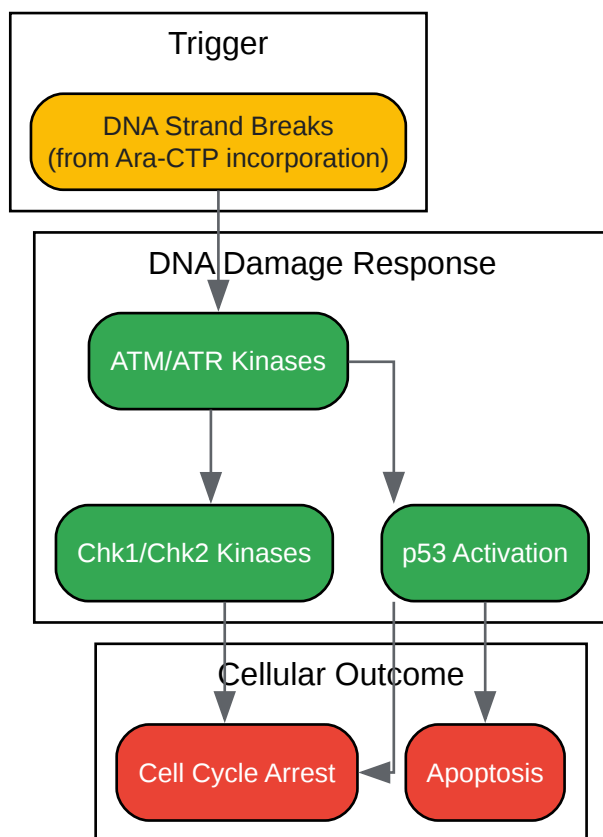 Trigger
DNA Strand Breaks
(from Ara-CTP incorporation)
DNA Damage Response
ATM/ATR Kinases
Chk1/Chk2 Kinases
p53 Activation
Cellular Outcome
Cell Cycle Arrest
Apoptosis